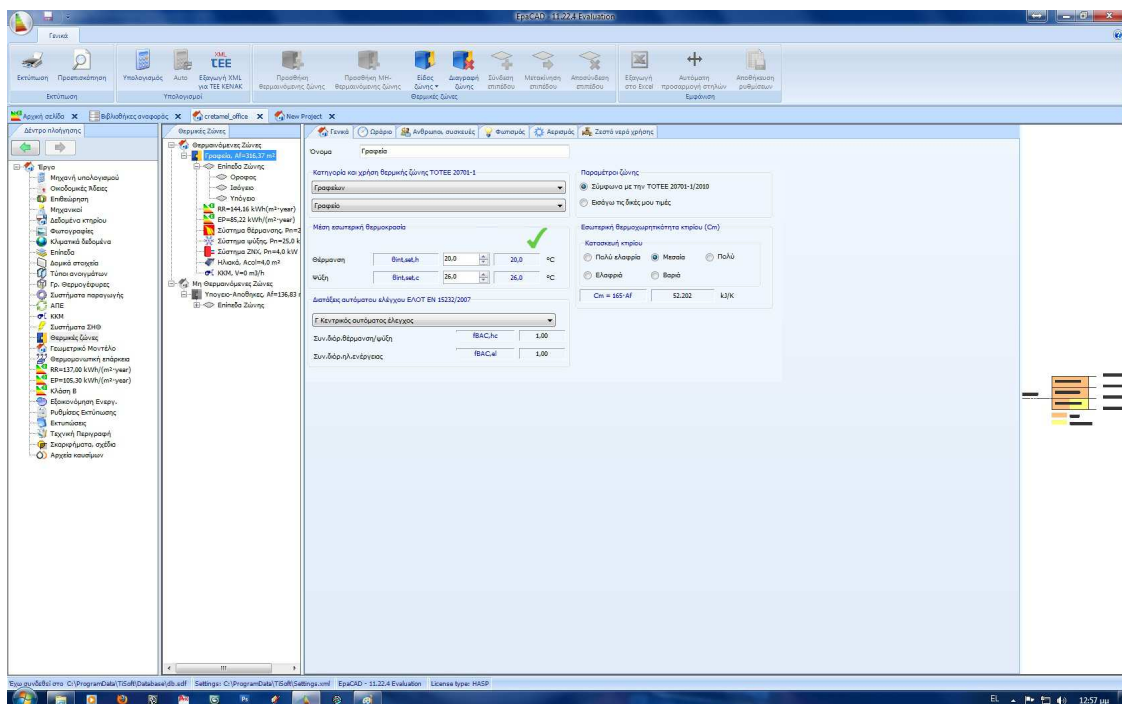 EpaCAD - 11.22.4 Evaluation
Γενικά
Εκτύπωση
Προεπισκόπηση
Υπολογισμός
Auto
Εξαγωγή XML για ΤΕΕ ΚΕΝΑΚ
Προσθήκη θερμαινόμενης ζώνης
Προσθήκη ΜΗ-θερμαινόμενης ζώνης
Είδος ζώνης
Διαγραφή ζώνης
Σύνδεση επιπέδου
Μετακίνηση επιπέδου
Αποσύνδεση επιπέδου
Εξαγωγή στο Excel
Αυτόματη προσαρμογή στηλών
Αποθήκευση ρυθμίσεων
Εκτύπωση
Υπολογισμοί
Θερμικές ζώνες
Εμφάνιση
Αρχική σελίδα X
Βιβλιοθήκες αναφοράς X
cretamel_office X
New Project X
Δέντρο πλοήγησης
Έργο
Μηχανή υπολογισμού
Οικοδομικές Άδειες
Επιθεώρηση
Μηχανικοί
Δεδομένα κτηρίου
Φωτογραφίες
Κλιματικά δεδομένα
Επίπεδα
Δομικά στοιχεία
Τύποι ανοιγμάτων
Γρ. Θερμογέφυρες
Συστήματα παραγωγής
ΑΠΕ
ΚΚΜ
Συστήματα ΣΗΘ
Θερμικές ζώνες
Γεωμετρικό Μοντέλο
Θερμομονωτική επάρκεια
RR=137,00 kWh/(m²·year)
EP=105,30 kWh/(m²·year)
Κλάση Β
Εξοικονόμηση Ενεργ.
Ρυθμίσεις Εκτύπωσης
Εκτυπώσεις
Τεχνική Περιγραφή
Σκαριφήματα, σχέδια
Αρχεία καυσίμων
Θερμικές Ζώνες
Θερμαινόμενες Ζώνες
Γραφεία, Af=316,37 m²
Επίπεδα Ζώνης
Οροφος
Ισόγειο
Υπόγειο
RR=144,16 kWh/(m²·year)
EP=85,22 kWh/(m²·year)
Σύστημα θέρμανσης, Pn=2
Σύστημα ψύξης, Pn=25,0 k
Σύστημα ΖΝΧ, Pn=4,0 kW
Ηλιακά, Acol=4,0 m²
ΚΚΜ, V=0 m3/h
Μη Θερμαινόμενες Ζώνες
Υπογειο-Αποθηκες, Af=136,83 m
Επίπεδα Ζώνης
Γενικά
Ωράριο
Άνθρωποι, συσκευές
Φωτισμός
Αερισμός
Ζεστό νερό χρήσης
Όνομα Γραφεία
Κατηγορία και χρήση θερμικής ζώνης ΤΟΤΕΕ 20701-1
Γραφείων
Γραφείο
Μέση εσωτερική θερμοκρασία
Θέρμανση θint,set,h 20,0 20,0 °C
Ψύξη θint,set,c 26,0 26,0 °C
Διατάξεις αυτόματου ελέγχου ΕΛΟΤ EN 15232/2007
Γ Κεντρικός αυτόματος έλεγχος
Συν.διόρ.θέρμανση/ψύξη fBAC,hc 1,00
Συν.διόρ.ηλ.ενέργειας fBAC,el 1,00
Παραμέτροι ζώνης
Σύμφωνα με την ΤΟΤΕΕ 20701-1/2010
Εισάγω τις δικές μου τιμές
Εσωτερική θερμοχωρητικότητα κτιρίου (Cm)
Κατασκευή κτιρίου
Πολύ ελαφριά Μεσαία Πολύ
Ελαφριά Βαριά
Cm = 165·Af 52.202 kJ/K
Έχω συνδεθεί στο C:\ProgramData\TiSoft\Database\db.sdf Settings: C:\ProgramData\TiSoft\Settings.xml EpaCAD - 11.22.4 Evaluation License type: HASP
EL 12:57 μμ